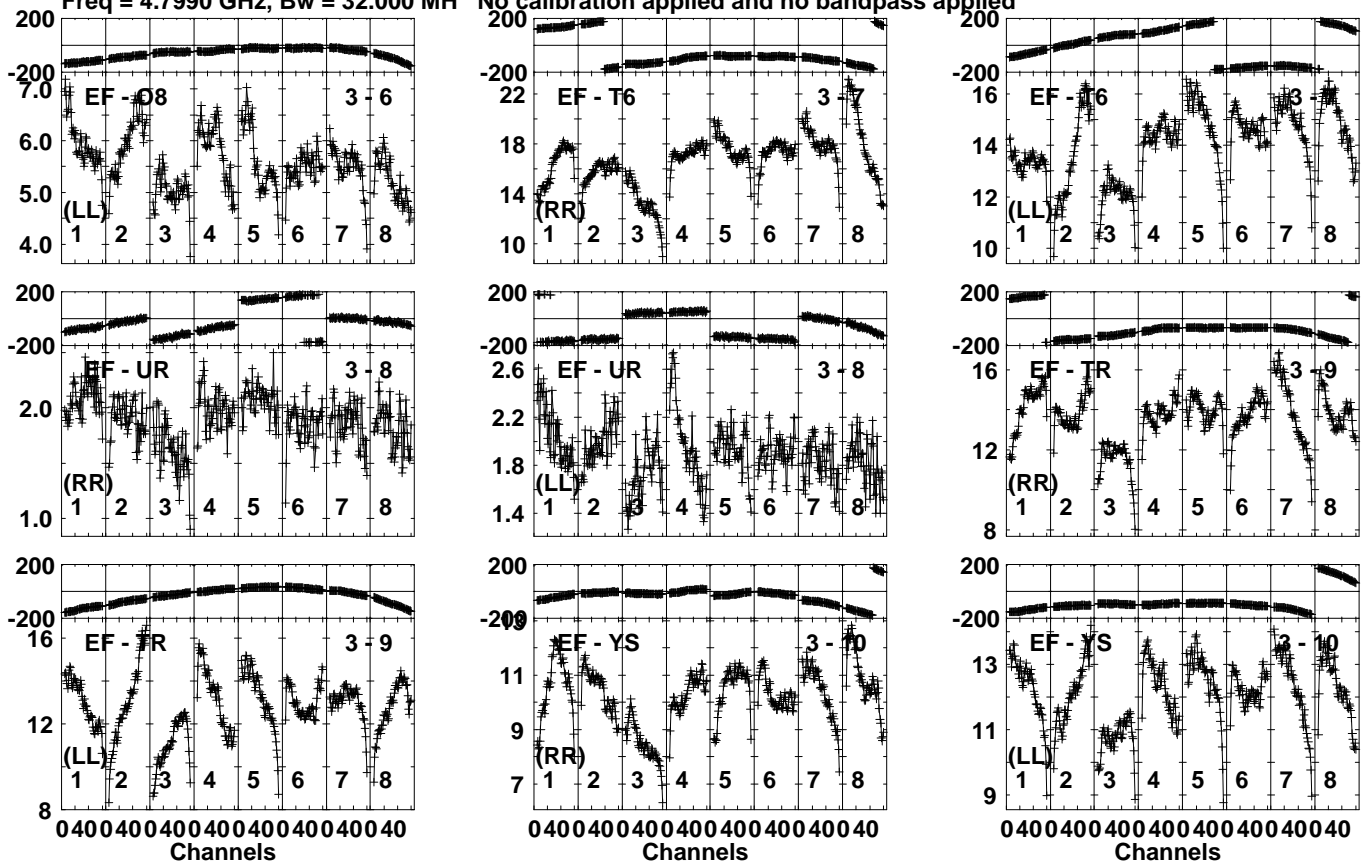 Freq = 4.7990 GHz, Bw = 32.000 MH No calibration applied and no bandpass applied
200 200 200
-200 -200 -200
7.0 EF - O8 3 - 6
6.0
5.0
4.0
(LL)
1 2 3 4 5 6 7 8
22 EF - T6 3 - 7
18
14
10
(RR)
1 2 3 4 5 6 7 8
16 EF - T6 3 - 7
14
12
10
(LL)
1 2 3 4 5 6 7 8
200 200 200
-200 -200 -200
EF - UR 3 - 8
2.0
1.0
(RR)
1 2 3 4 5 6 7 8
2.6 EF - UR 3 - 8
2.2
1.8
1.4
(LL)
1 2 3 4 5 6 7 8
16 EF - TR 3 - 9
12
8
(RR)
1 2 3 4 5 6 7 8
200 200 200
-200 -200 -200
16 EF - TR 3 - 9
14
12
10
8
(LL)
1 2 3 4 5 6 7 8
13 EF - YS 3 - 10
11
9
7
(RR)
1 2 3 4 5 6 7 8
EF - YS 3 - 10
13
11
9
(LL)
1 2 3 4 5 6 7 8
0 40 0 40 0 40 0 40 0 40 0 40 0 40 0 40
Channels
0 40 0 40 0 40 0 40 0 40 0 40 0 40 0 40
Channels
0 40 0 40 0 40 0 40 0 40 0 40 0 40 0 40
Channels